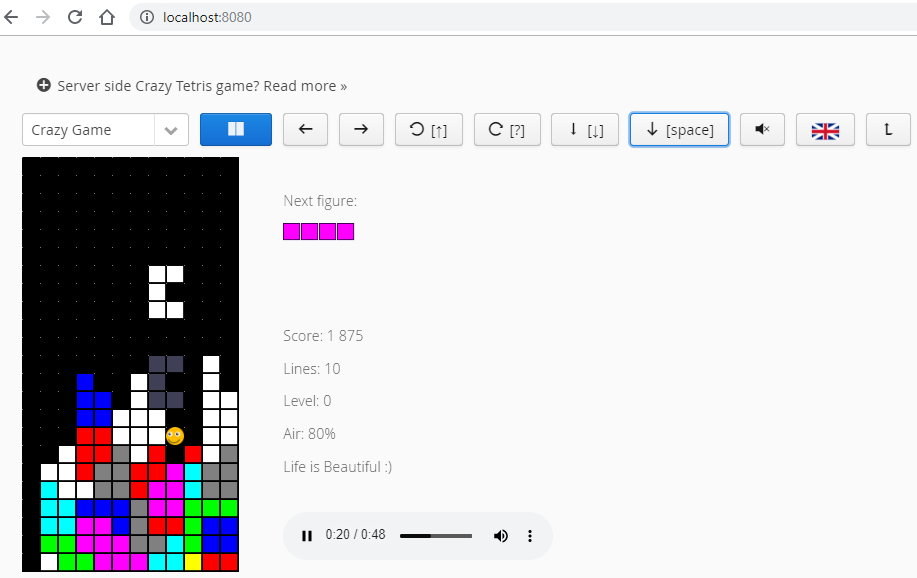 localhost:8080
Server side Crazy Tetris game? Read more »
Crazy Game
[↑]
[?]
[↓]
[space]
L
Next figure:
Score: 1 875
Lines: 10
Level: 0
Air: 80%
Life is Beautiful :)
0:20 / 0:48